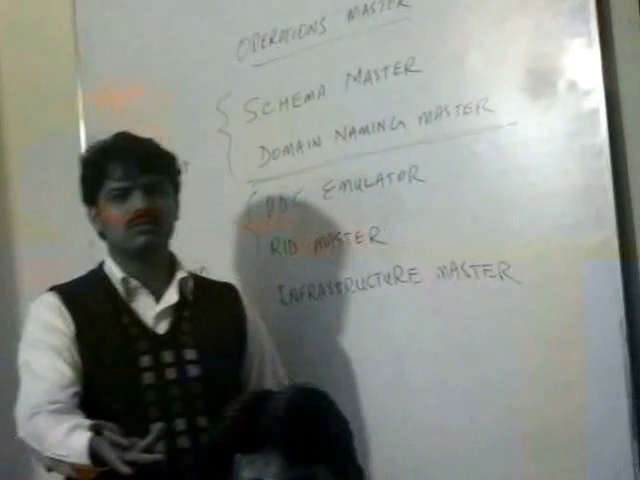 OPERATIONS MASTER
SCHEMA MASTER
DOMAIN NAMING MASTER
PDC EMULATOR
RID MASTER
INFRASTRUCTURE MASTER